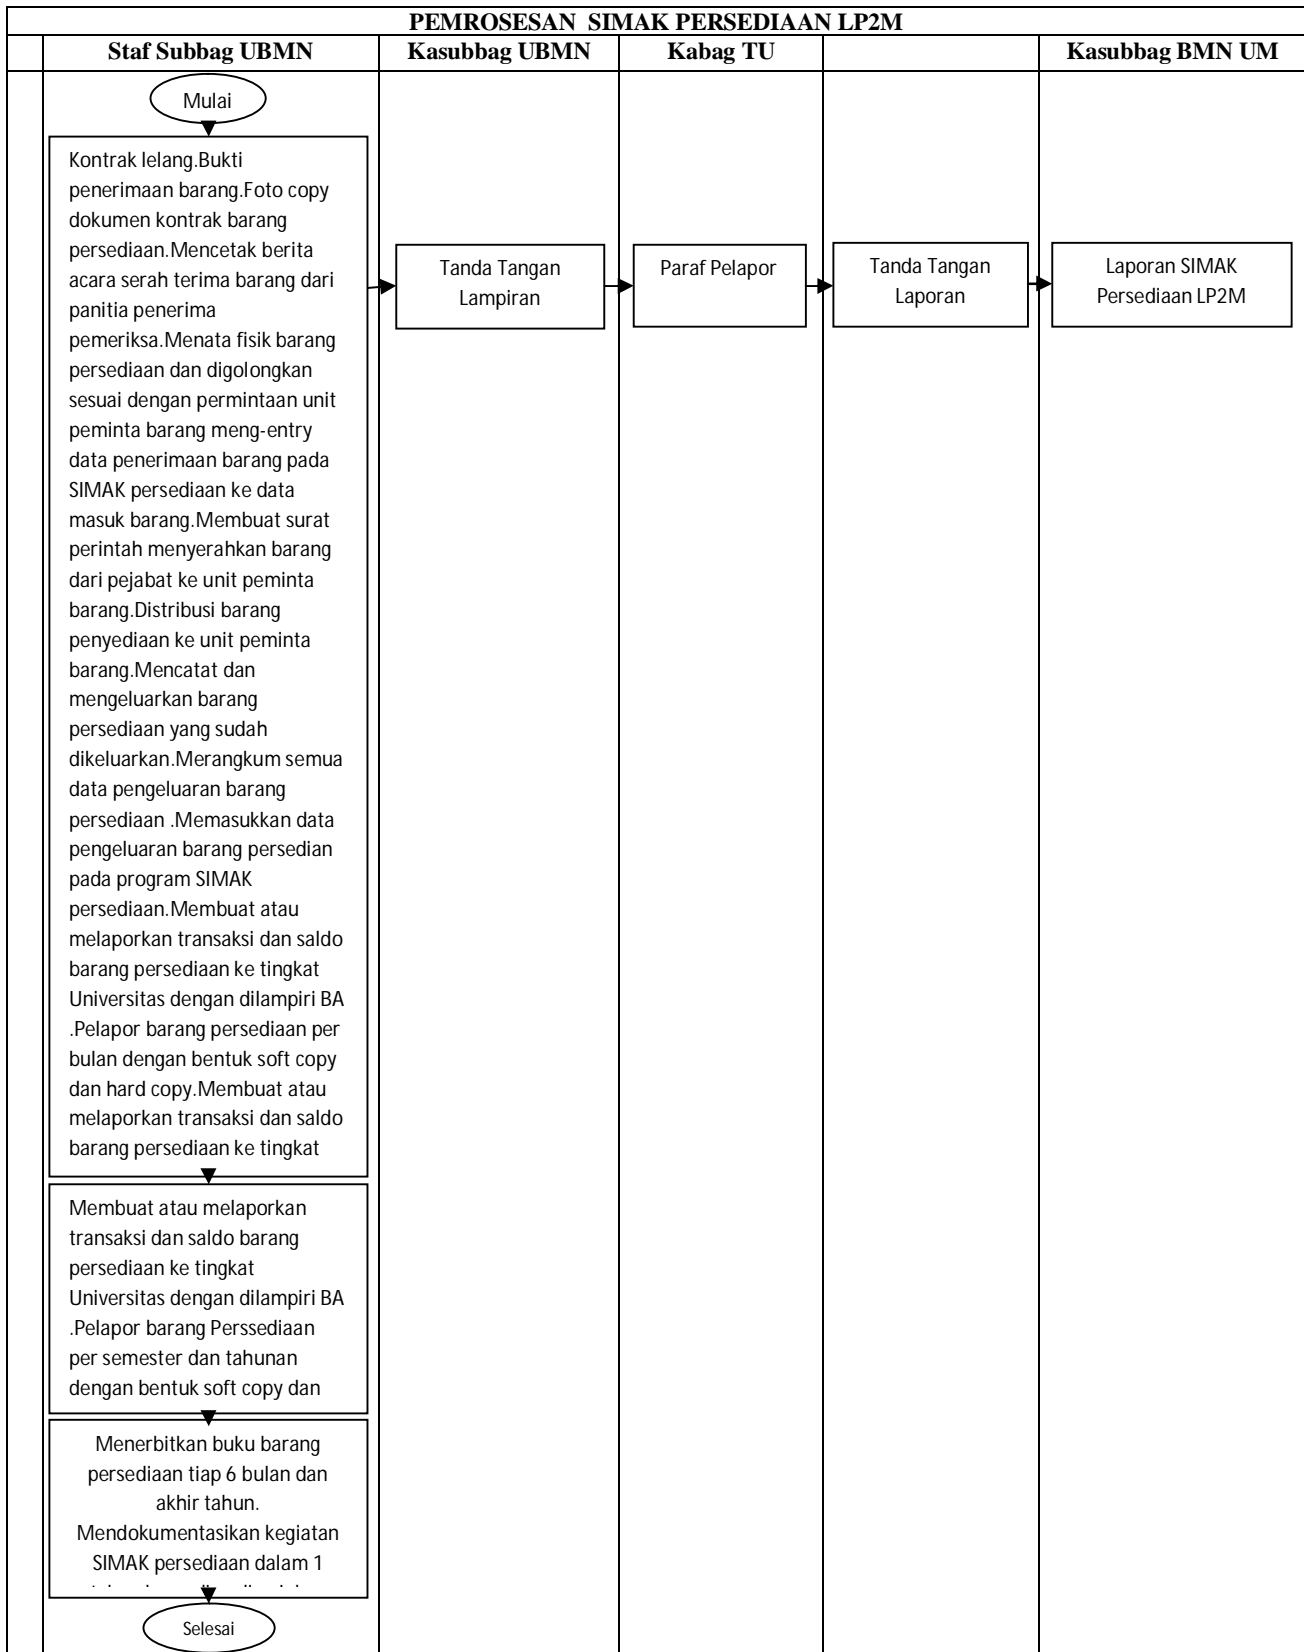 PEMROSESAN SIMAK PERSEDIAAN LP2M
Staf Subbag UBMN
Kasubbag UBMN
Kabag TU
Kasubbag BMN UM
Mulai
Kontrak lelang.Bukti
penerimaan barang.Foto copy
dokumen kontrak barang
persediaan.Mencetak berita
acara serah terima barang dari
panitia penerima
pemeriksa.Menata fisik barang
persediaan dan digolongkan
sesuai dengan permintaan unit
peminta barang meng-entry
data penerimaan barang pada
SIMAK persediaan ke data
masuk barang.Membuat surat
perintah menyerahkan barang
dari pejabat ke unit peminta
barang.Distribusi barang
penyediaan ke unit peminta
barang.Mencatat dan
mengeluarkan barang
persediaan yang sudah
dikeluarkan.Merangkum semua
data pengeluaran barang
persediaan .Memasukkan data
pengeluaran barang persedian
pada program SIMAK
persediaan.Membuat atau
melaporkan transaksi dan saldo
barang persediaan ke tingkat
Universitas dengan dilampiri BA
.Pelapor barang persediaan per
bulan dengan bentuk soft copy
dan hard copy.Membuat atau
melaporkan transaksi dan saldo
barang persediaan ke tingkat
Tanda Tangan
Lampiran
Paraf Pelapor
Tanda Tangan
Laporan
Laporan SIMAK
Persediaan LP2M
Membuat atau melaporkan
transaksi dan saldo barang
persediaan ke tingkat
Universitas dengan dilampiri BA
.Pelapor barang Perssediaan
per semester dan tahunan
dengan bentuk soft copy dan
Menerbitkan buku barang
persediaan tiap 6 bulan dan
akhir tahun.
Mendokumentasikan kegiatan
SIMAK persediaan dalam 1
Selesai